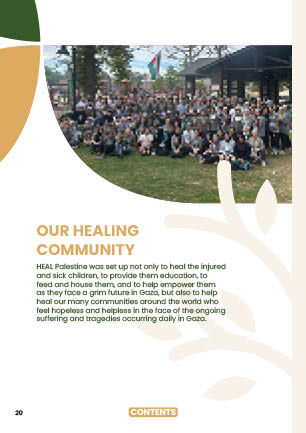 OUR HEALING
COMMUNITY
HEAL Palestine was set up not only to heal the injured
and sick children, to provide them education, to
feed and house them, and to help empower them
as they face a grim future in Gaza, but also to help
heal our many communities around the world who
feel hopeless and helpless in the face of the ongoing
suffering and tragedies occurring daily in Gaza.
20
CONTENTS